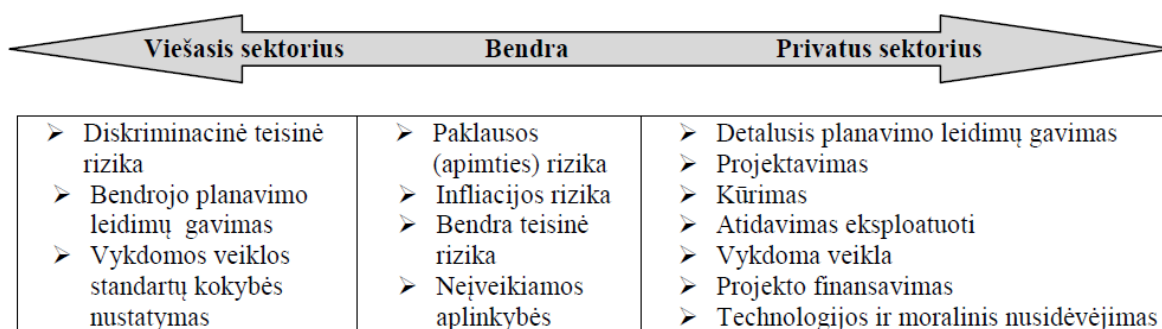 Viešasis sektorius Bendra Privatus sektorius
➢ Diskriminacinė teisinė
rizika
➢ Bendrojo planavimo
leidimų gavimas
➢ Vykdomos veiklos
standartų kokybės
nustatymas
➢ Paklausos
(apimties) rizika
➢ Infliacijos rizika
➢ Bendra teisinė
rizika
➢ Neįveikiamos
aplinkybės
➢ Detalusis planavimo leidimų gavimas
➢ Projektavimas
➢ Kūrimas
➢ Atidavimas eksploatuoti
➢ Vykdoma veikla
➢ Projekto finansavimas
➢ Technologijos ir moralinis nusidėvėjimas